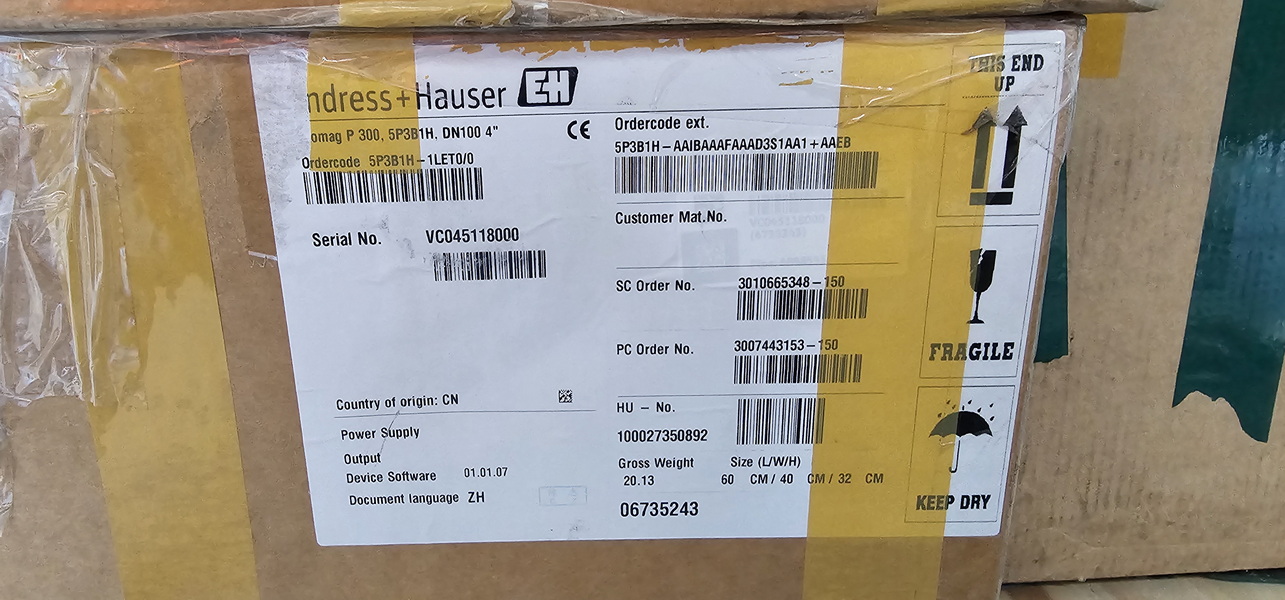 ndress+Hauser EH
omag P 300, 5P3B1H, DN100 4"
CE
Ordercode 5P3B1H-1LET0/0
Serial No. VC045118000
Country of origin: CN
Power Supply
Output
Device Software 01.01.07
Document language ZH
Ordercode ext.
5P3B1H-AAIBAAAFAAAD3S1AA1+AAEB
Customer Mat.No.
SC Order No. 3010665348-150
PC Order No. 3007443153-150
HU - No.
100027350892
Gross Weight Size (L/W/H)
20.13 60 CM / 40 CM / 32 CM
06735243
THIS END
UP
FRAGILE
KEEP DRY